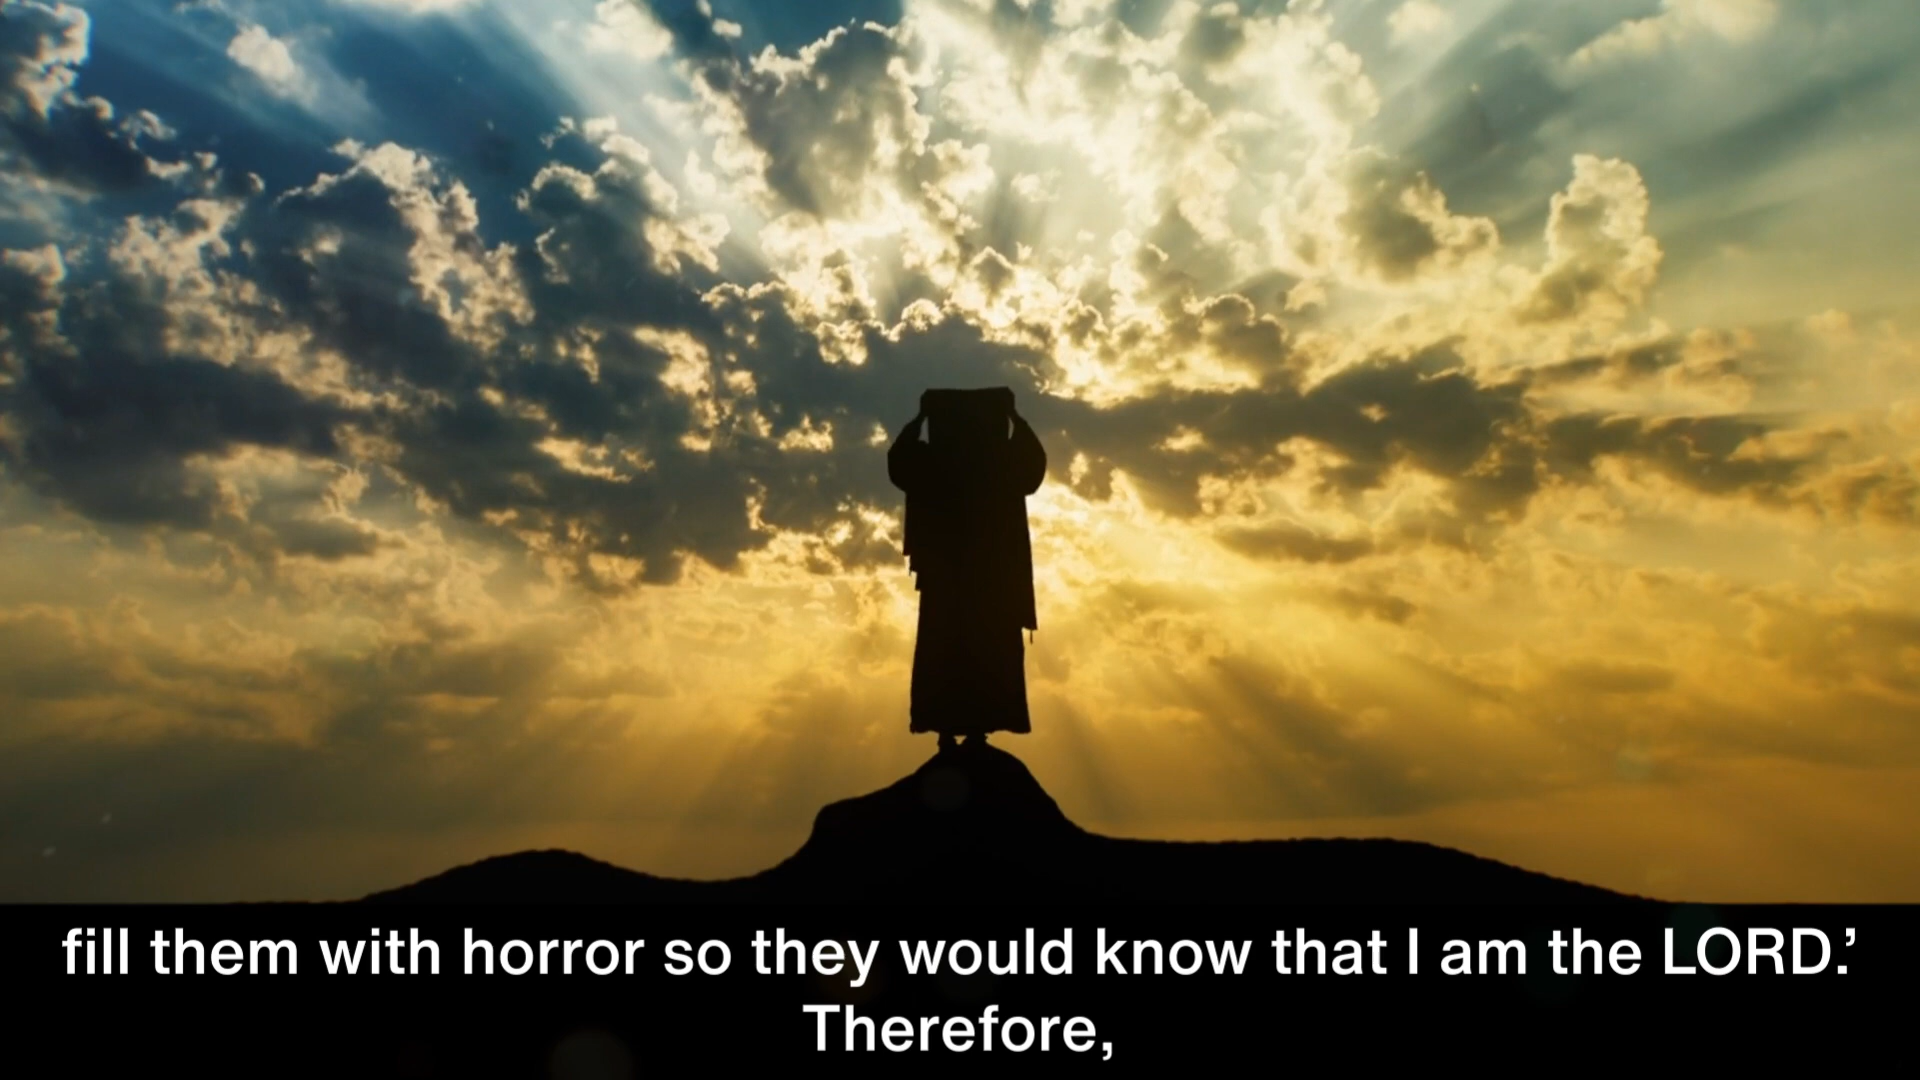 fill them with horror so they would know that I am the LORD.’
Therefore,